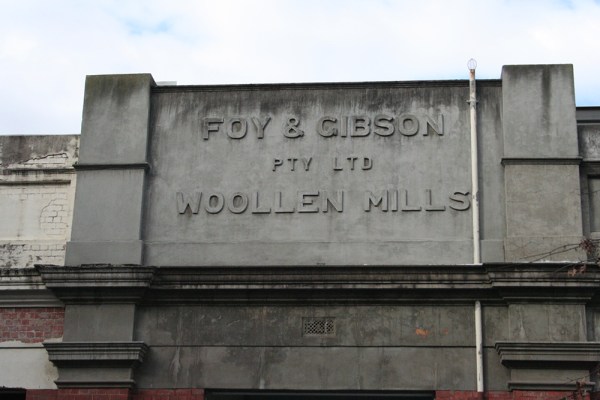 FOY & GIBSON
PTY LTD
WOOLLEN MILLS